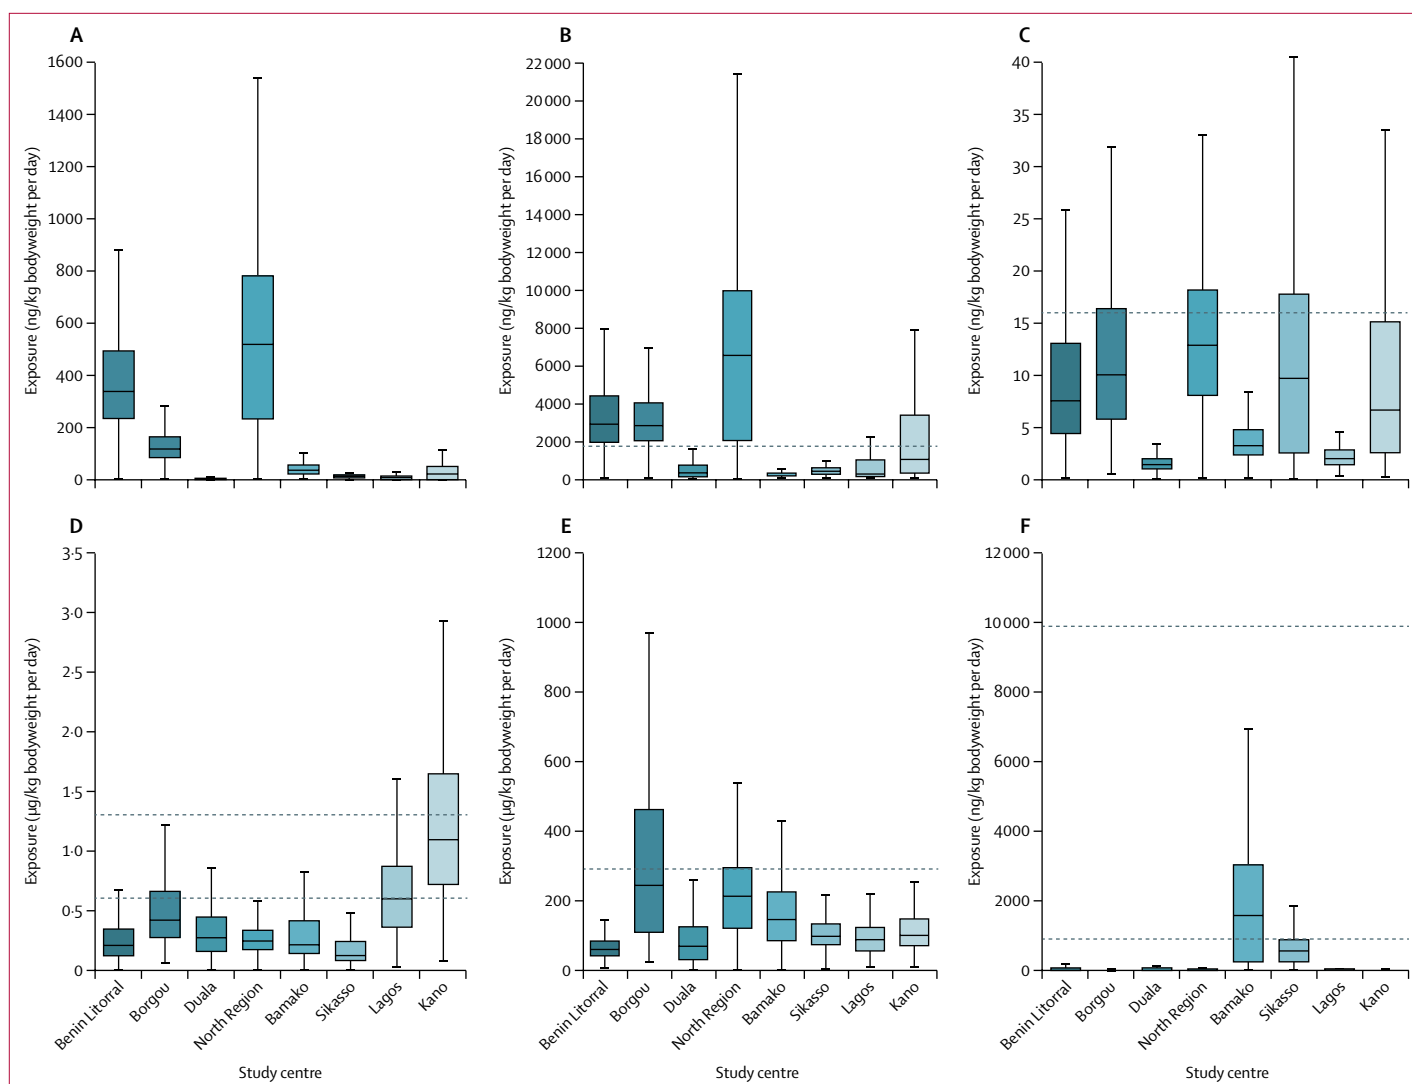 A
Exposure (ng/kg bodyweight per day)
1600
1400
1200
1000
800
600
400
200
0
B
Exposure (ng/kg bodyweight per day)
22 000
20 000
18 000
16 000
14 000
12 000
10 000
8000
6000
4000
2000
0
C
Exposure (ng/kg bodyweight per day)
40
35
30
25
20
15
10
5
0
D
Exposure (µg/kg bodyweight per day)
3·5
3·0
2·5
2·0
1·5
1·0
0·5
0
Benin Litorral
Borgou
Duala
North Region
Bamako
Sikasso
Lagos
Kano
Study centre
E
Exposure (µg/kg bodyweight per day)
1200
1000
800
600
400
200
0
Benin Litorral
Borgou
Duala
North Region
Bamako
Sikasso
Lagos
Kano
Study centre
F
Exposure (ng/kg bodyweight per day)
12 000
10 000
8000
6000
4000
2000
0
Benin Litorral
Borgou
Duala
North Region
Bamako
Sikasso
Lagos
Kano
Study centre